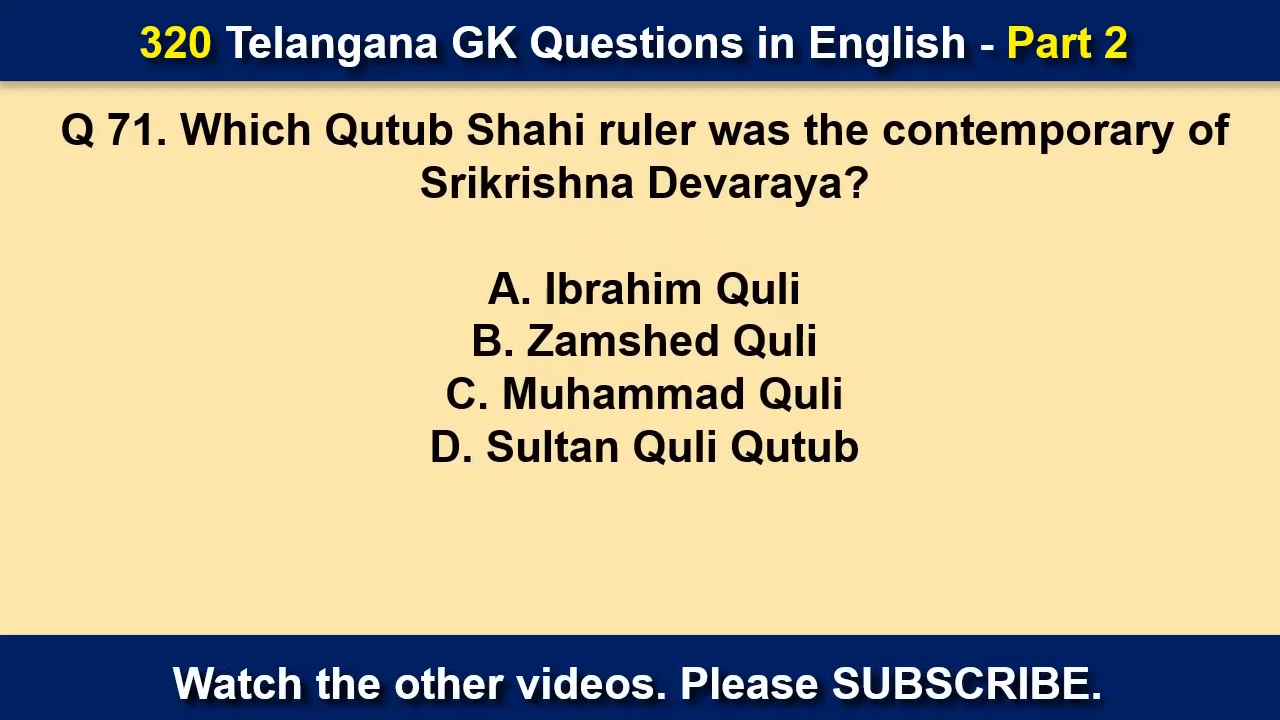 320 Telangana GK Questions in English - Part 2
Q 71. Which Qutub Shahi ruler was the contemporary of
Srikrishna Devaraya?
A. Ibrahim Quli
B. Zamshed Quli
C. Muhammad Quli
D. Sultan Quli Qutub
Watch the other videos. Please SUBSCRIBE.